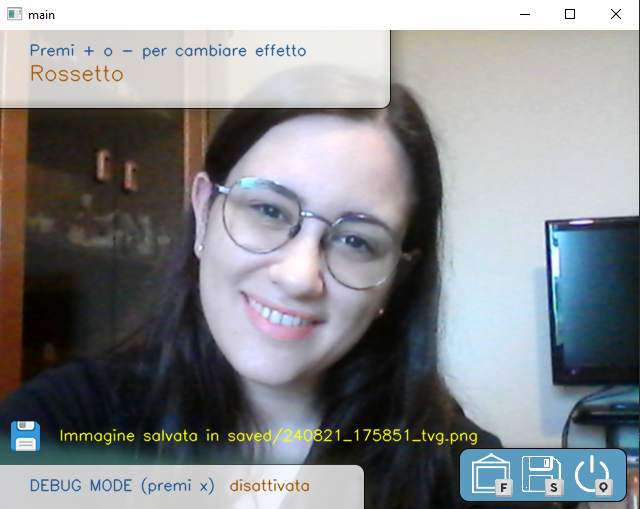 main
Premi + o - per cambiare effetto
Rossetto
Immagine salvata in saved/240821_175851_tvg.png
DEBUG MODE (premi x) disattivata
F S Q